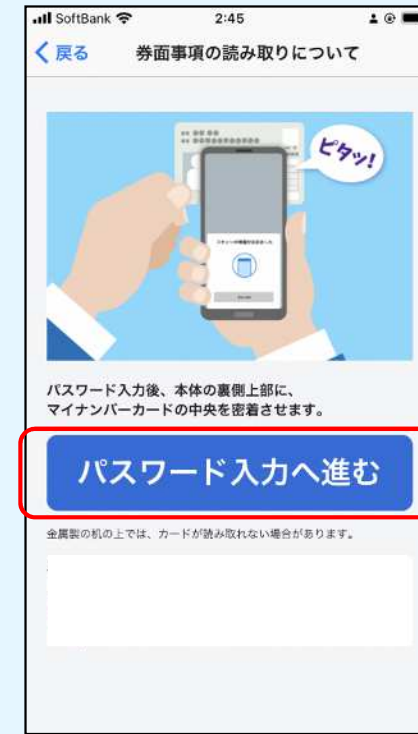 SoftBank 2:45
戻る 券面事項の読み取りについて
ピタッ!
パスワード入力後、本体の裏側上部に、
マイナンバーカードの中央を密着させます。
パスワード入力へ進む
金属製の机の上では、カードが読み取れない場合があります。